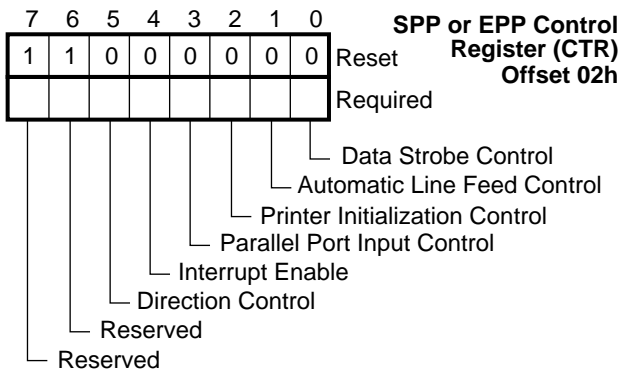 7 6 5 4 3 2 1 0
SPP or EPP Control
Register (CTR)
Offset 02h
1 1 0 0 0 0 0 0 Reset
Required
Data Strobe Control
Automatic Line Feed Control
Printer Initialization Control
Parallel Port Input Control
Interrupt Enable
Direction Control
Reserved
Reserved